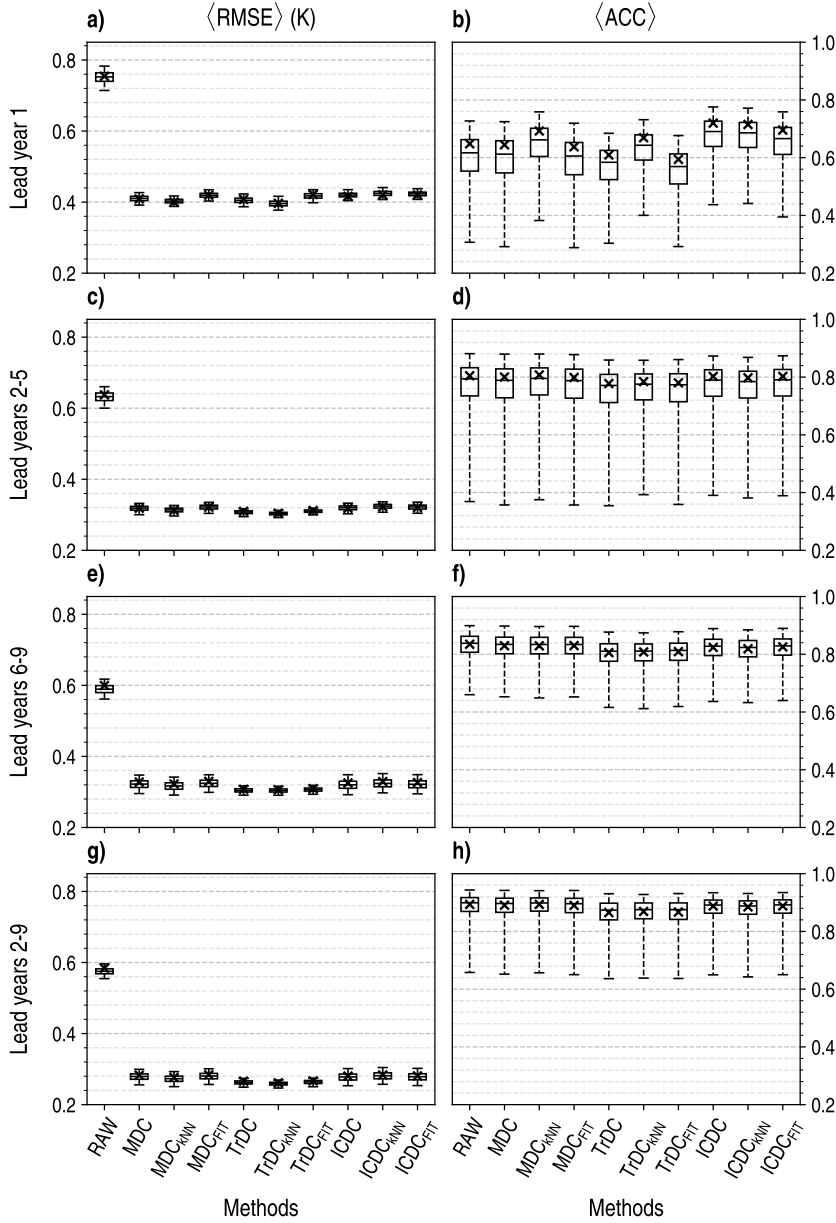 a) ⟨RMSE⟩ (K)
b) ⟨ACC⟩
Lead year 1
0.8
0.6
0.4
0.2
1.0
0.8
0.6
0.4
0.2
c)
d)
Lead years 2-5
0.8
0.6
0.4
0.2
1.0
0.8
0.6
0.4
0.2
e)
f)
Lead years 6-9
0.8
0.6
0.4
0.2
1.0
0.8
0.6
0.4
0.2
g)
h)
Lead years 2-9
0.8
0.6
0.4
0.2
1.0
0.8
0.6
0.4
0.2
RAW
MDC
MDCkNN
MDCFIT
TrDC
TrDCkNN
TrDCFIT
ICDC
ICDCkNN
ICDCFIT
RAW
MDC
MDCkNN
MDCFIT
TrDC
TrDCkNN
TrDCFIT
ICDC
ICDCkNN
ICDCFIT
Methods
Methods